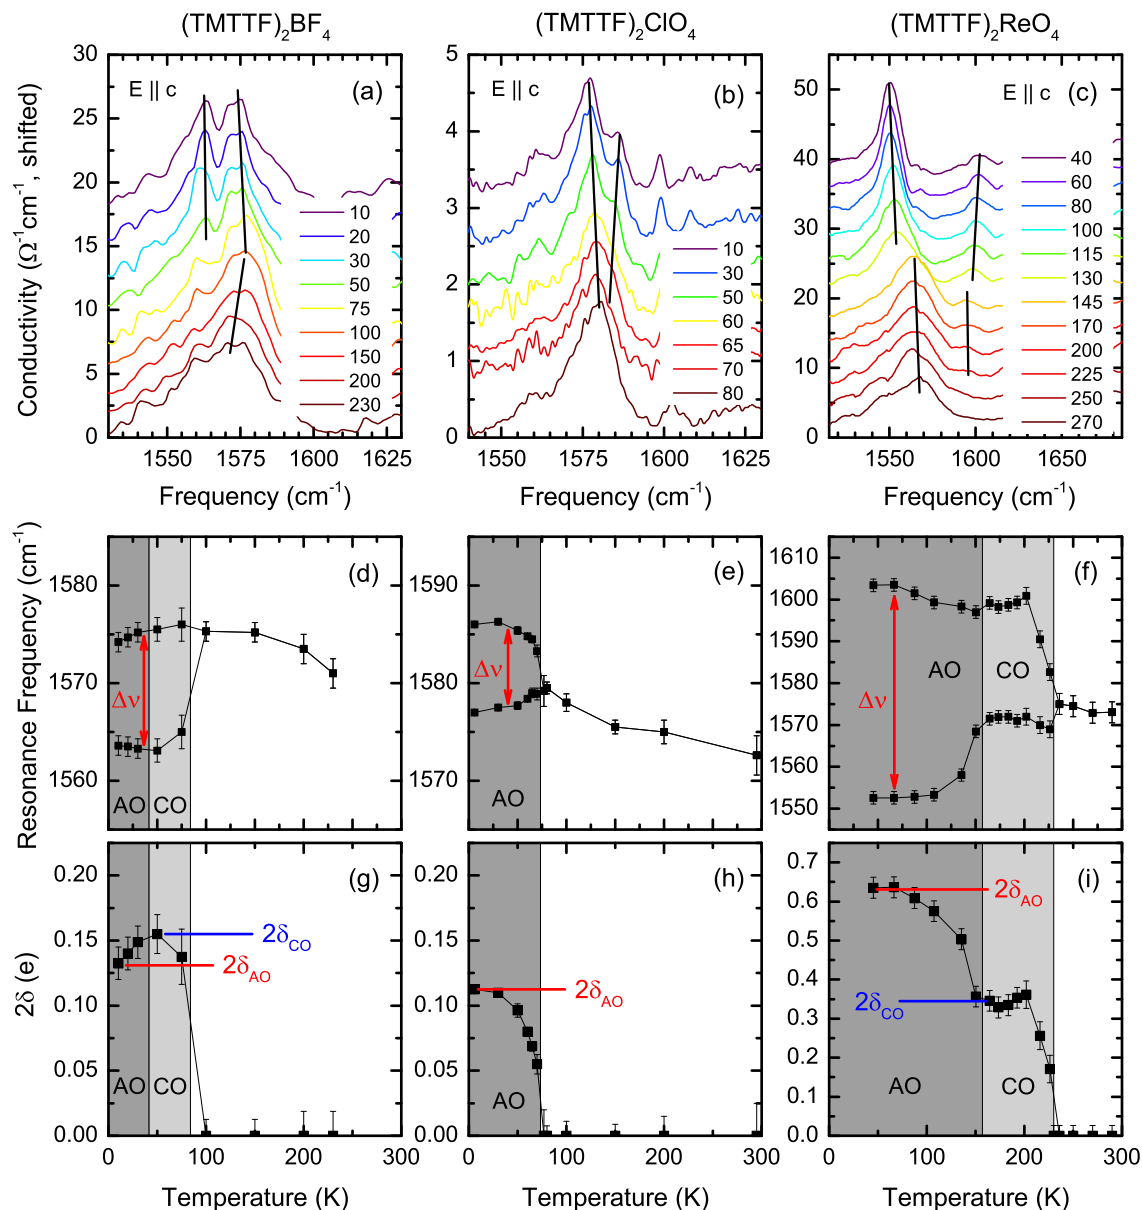 (TMTTF)2BF4
(TMTTF)2ClO4
(TMTTF)2ReO4
Conductivity (Ω-1cm-1, shifted)
30
25
20
15
10
5
0
E || c
(a)
10
20
30
50
75
100
150
200
230
1550 1575 1600 1625
Frequency (cm-1)
5
4
3
2
1
0
E || c
(b)
10
30
50
60
65
70
80
1550 1575 1600 1625
Frequency (cm-1)
50
40
30
20
10
0
E || c
(c)
40
60
80
100
115
130
145
170
200
225
250
270
1550 1600 1650
Frequency (cm-1)
Resonance Frequency (cm-1)
1580
1570
1560
(d)
Δν
AO
CO
1590
1580
1570
(e)
Δν
AO
1610
1600
1590
1580
1570
1560
1550
(f)
AO
CO
Δν
2δ (e)
0.20
0.15
0.10
0.05
0.00
(g)
2δCO
2δAO
AO
CO
0 100 200 300
Temperature (K)
0.20
0.15
0.10
0.05
0.00
(h)
2δAO
AO
0 100 200 300
Temperature (K)
0.7
0.6
0.5
0.4
0.3
0.2
0.1
0.0
(i)
2δAO
2δCO
AO
CO
0 100 200 300
Temperature (K)